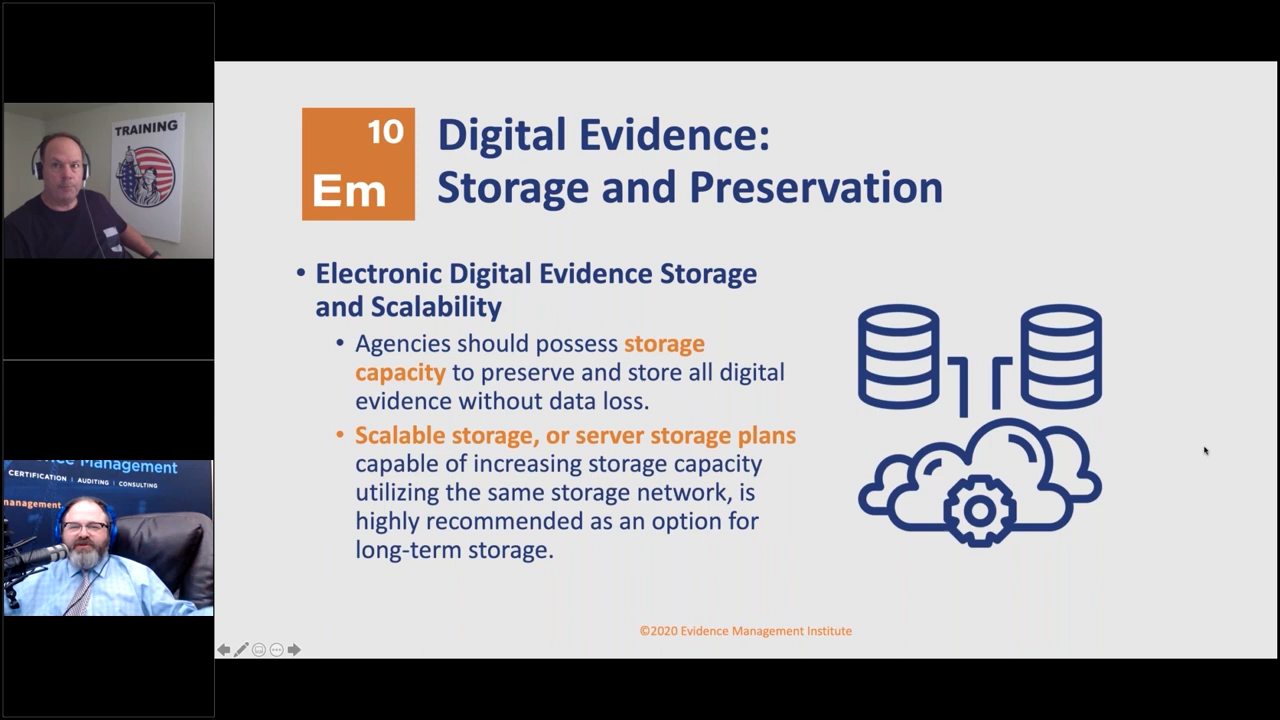 TRAINING
ence Management
CERTIFICATION | AUDITING | CONSULTING
management.
10
Em
Digital Evidence:
Storage and Preservation
• Electronic Digital Evidence Storage
and Scalability
• Agencies should possess storage
capacity to preserve and store all digital
evidence without data loss.
• Scalable storage, or server storage plans
capable of increasing storage capacity
utilizing the same storage network, is
highly recommended as an option for
long-term storage.
©2020 Evidence Management Institute